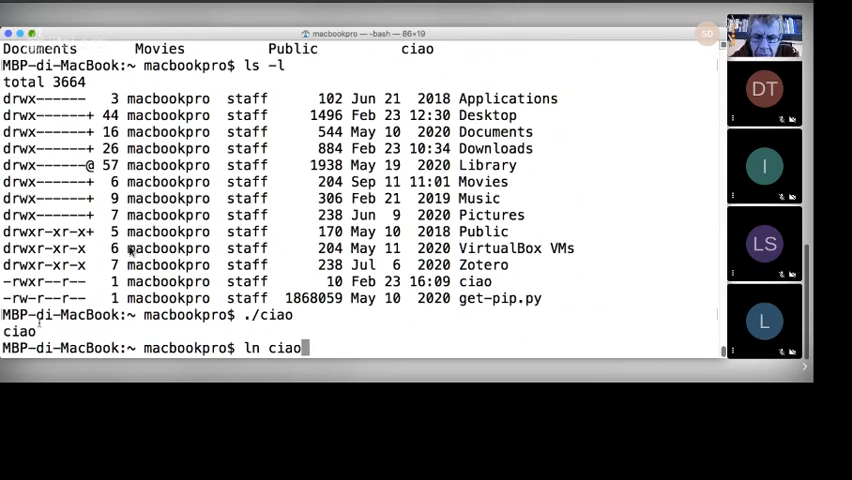 macbookpro — -bash — 86×19
SD
Documents Movies Public ciao
MBP-di-MacBook:~ macbookpro$ ls -l
total 3664
drwx------ 3 macbookpro staff 102 Jun 21 2018 Applications
drwx------+ 44 macbookpro staff 1496 Feb 23 12:30 Desktop
drwx------+ 16 macbookpro staff 544 May 10 2020 Documents
drwx------+ 26 macbookpro staff 884 Feb 23 10:34 Downloads
drwx------@ 57 macbookpro staff 1938 May 19 2020 Library
drwx------+ 6 macbookpro staff 204 Sep 11 11:01 Movies
drwx------+ 9 macbookpro staff 306 Feb 21 2019 Music
drwx------+ 7 macbookpro staff 238 Jun 9 2020 Pictures
drwxr-xr-x+ 5 macbookpro staff 170 May 10 2018 Public
drwxr-xr-x 6 macbookpro staff 204 May 11 2020 VirtualBox VMs
drwxr-xr-x 7 macbookpro staff 238 Jul 6 2020 Zotero
-rwxr--r-- 1 macbookpro staff 10 Feb 23 16:09 ciao
-rw-r--r-- 1 macbookpro staff 1868059 May 10 2020 get-pip.py
MBP-di-MacBook:~ macbookpro$ ./ciao
ciao
MBP-di-MacBook:~ macbookpro$ ln ciao
DT
I
LS
L